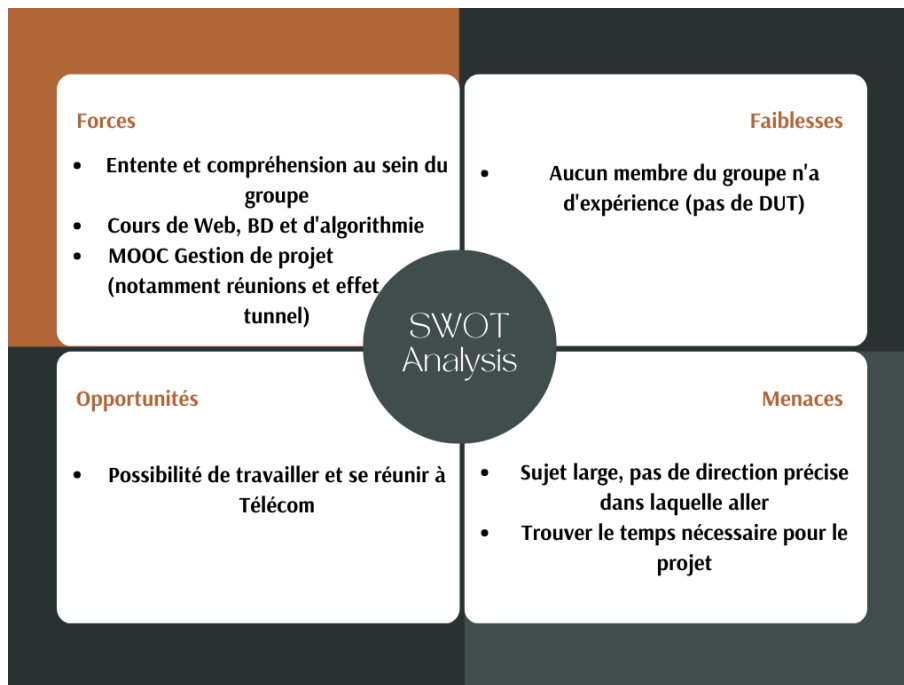 Forces
• Entente et compréhension au sein du
groupe
• Cours de Web, BD et d'algorithmie
• MOOC Gestion de projet
(notamment réunions et effet
tunnel)
Faiblesses
• Aucun membre du groupe n'a
d'expérience (pas de DUT)
SWOT
Analysis
Opportunités
• Possibilité de travailler et se réunir à
Télécom
Menaces
• Sujet large, pas de direction précise
dans laquelle aller
• Trouver le temps nécessaire pour le
projet